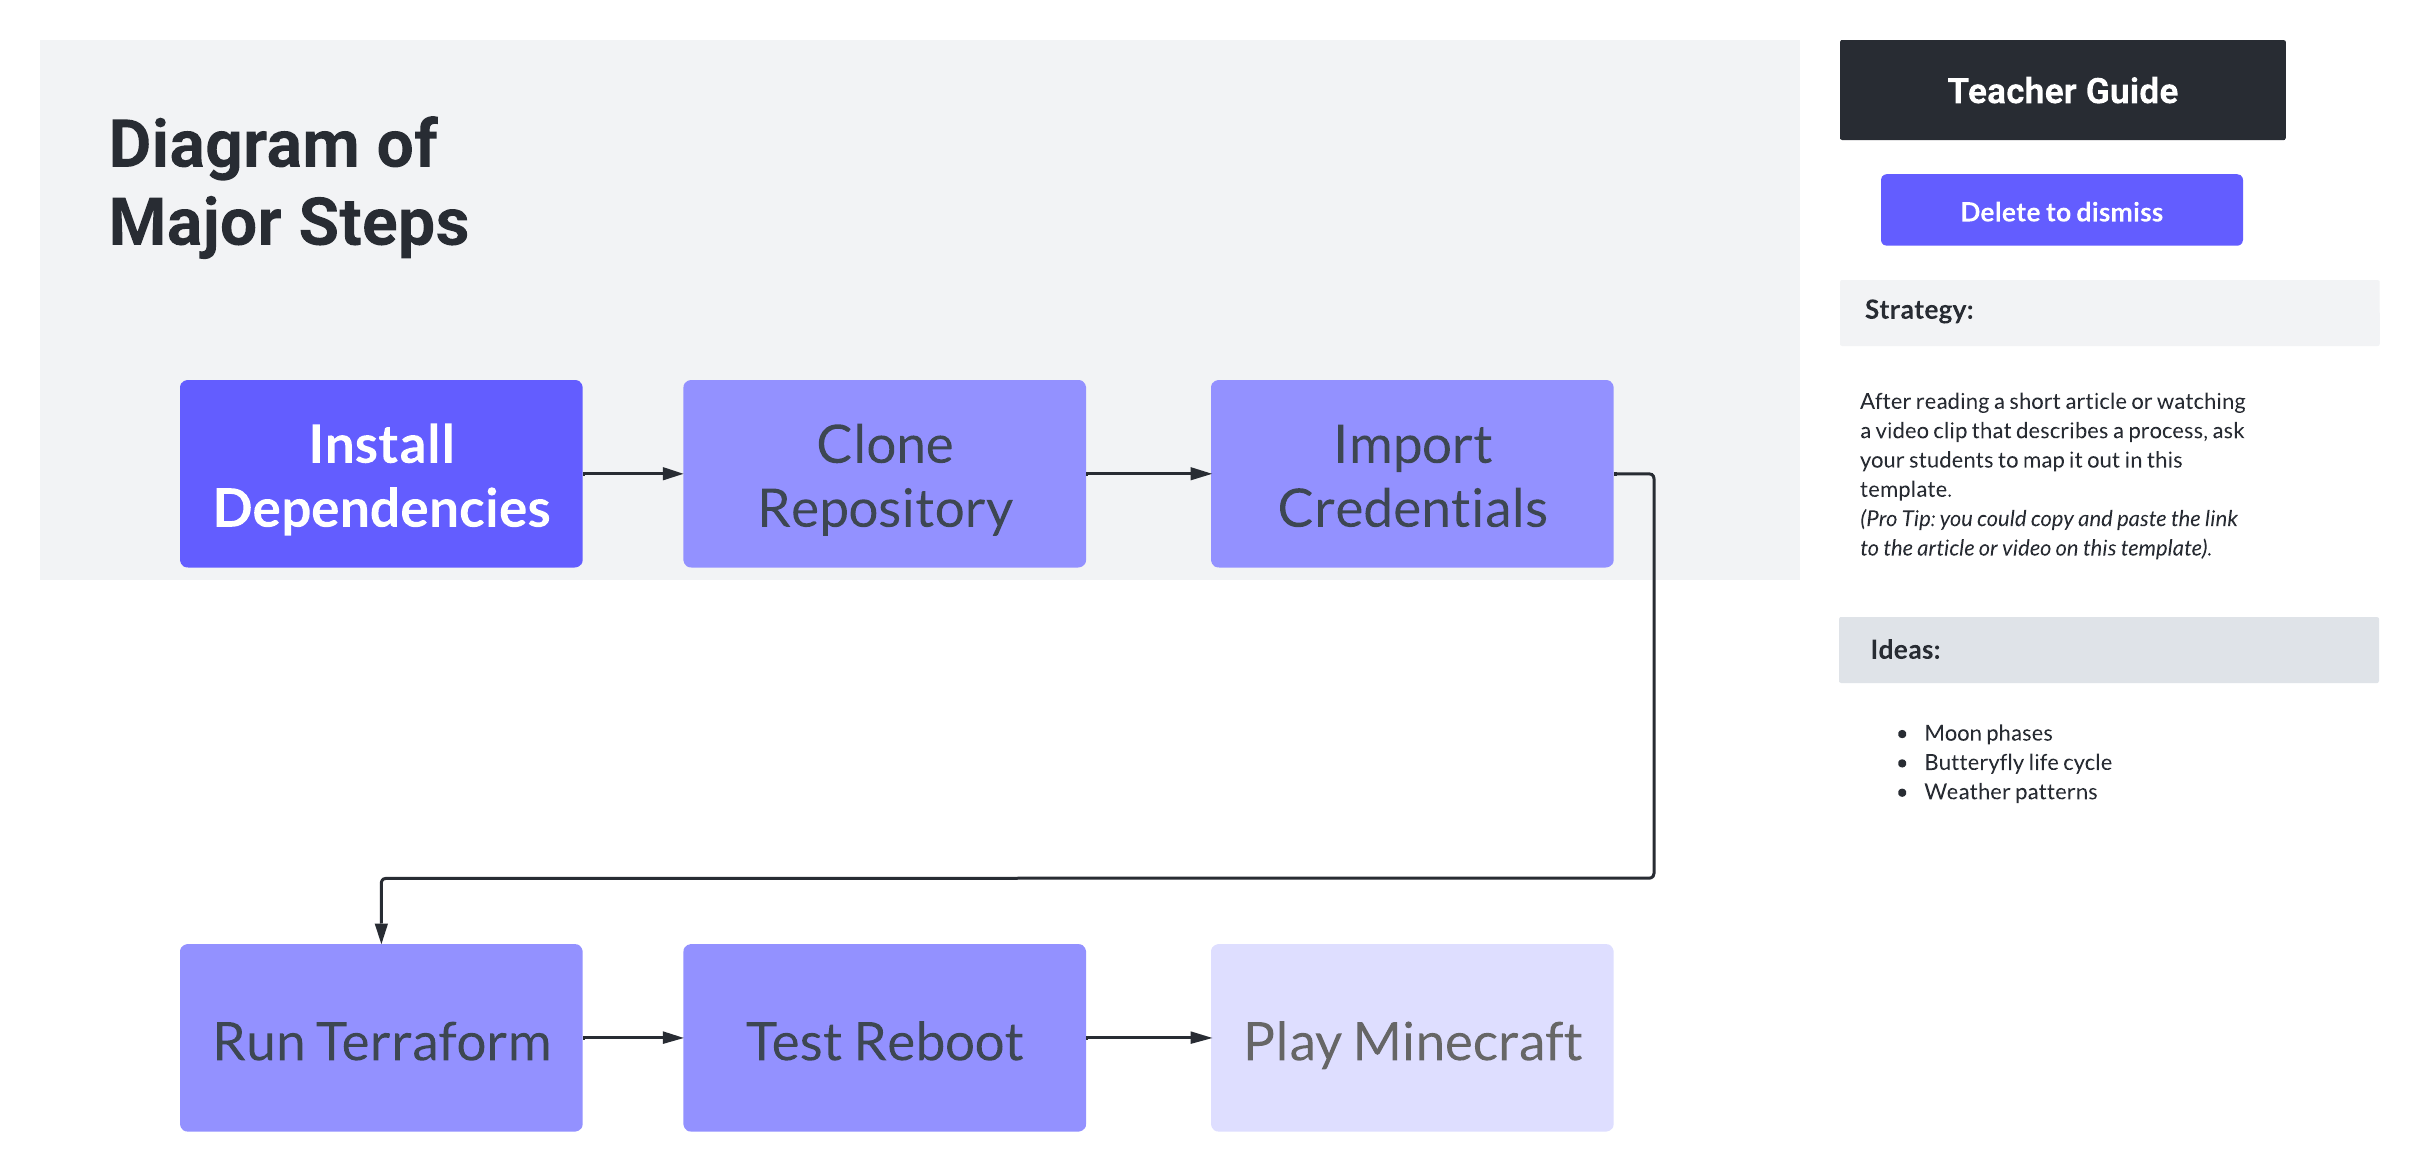 Diagram of
Major Steps
Install
Dependencies
Clone
Repository
Import
Credentials
Run Terraform
Test Reboot
Play Minecraft
Teacher Guide
Delete to dismiss
Strategy:
After reading a short article or watching
a video clip that describes a process, ask
your students to map it out in this
template.
(Pro Tip: you could copy and paste the link
to the article or video on this template).
Ideas:
• Moon phases
• Butteryfly life cycle
• Weather patterns